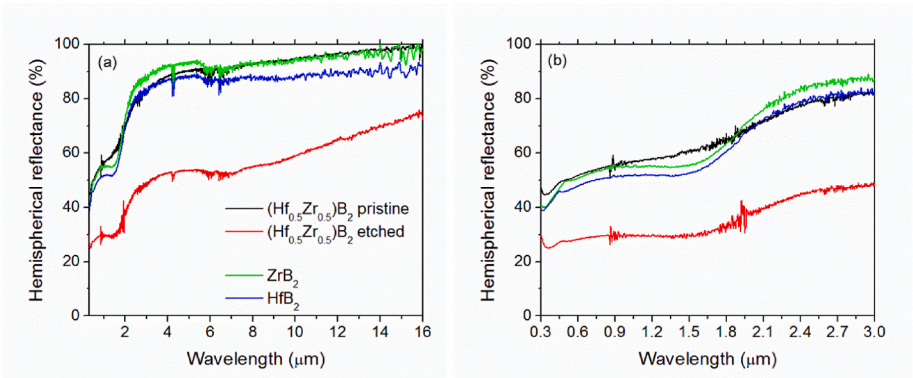 (a)
Hemispherical reflectance (%)
100
80
60
40
20
0
(Hf0.5Zr0.5)B2 pristine
(Hf0.5Zr0.5)B2 etched
ZrB2
HfB2
2 4 6 8 10 12 14 16
Wavelength (μm)
(b)
Hemispherical reflectance (%)
100
80
60
40
20
0
0.3 0.6 0.9 1.2 1.5 1.8 2.1 2.4 2.7 3.0
Wavelength (μm)